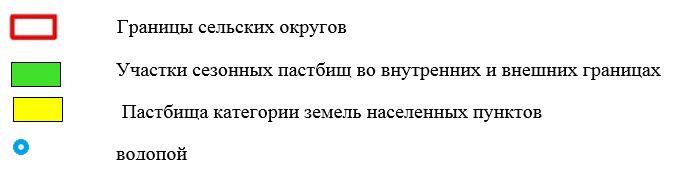 Границы сельских округов
Участки сезонных пастбищ во внутренних и внешних границах
Пастбища категории земель населенных пунктов
водопой